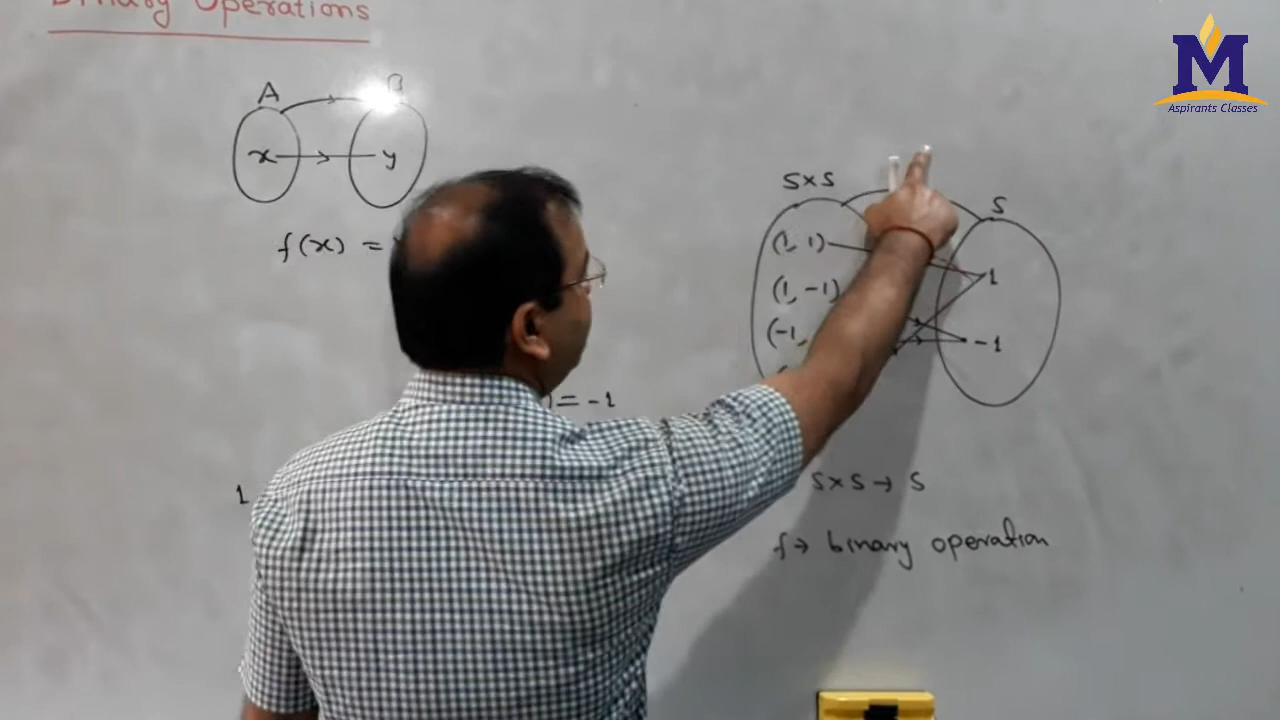 Binary Operations
M
Aspirants Classes
A B
x y
f(x) =
S×S
S
(1, 1)
1
(1, -1)
(-1,
-1
= -1
1
S×S → S
f → binary operation